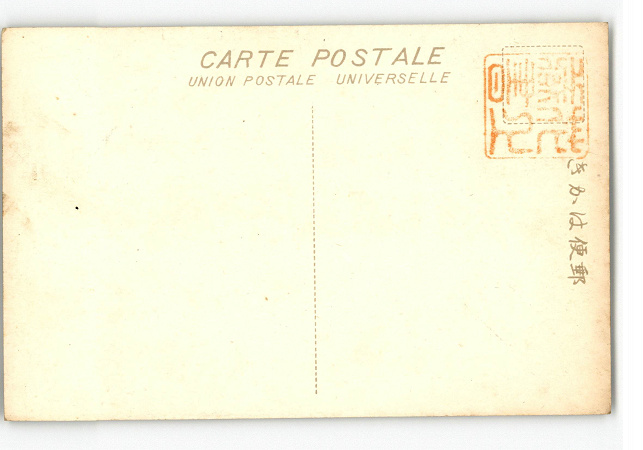 CARTE POSTALE
UNION POSTALE UNIVERSELLE
きかは便郵